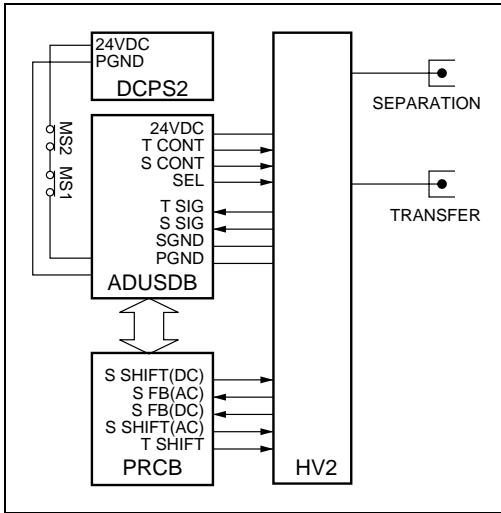 24VDC
PGND
DCPS2
MS2
MS1
24VDC
T CONT
S CONT
SEL
T SIG
S SIG
SGND
PGND
ADUSDB
S SHIFT(DC)
S FB(AC)
S FB(DC)
S SHIFT(AC)
T SHIFT
PRCB
HV2
SEPARATION
TRANSFER